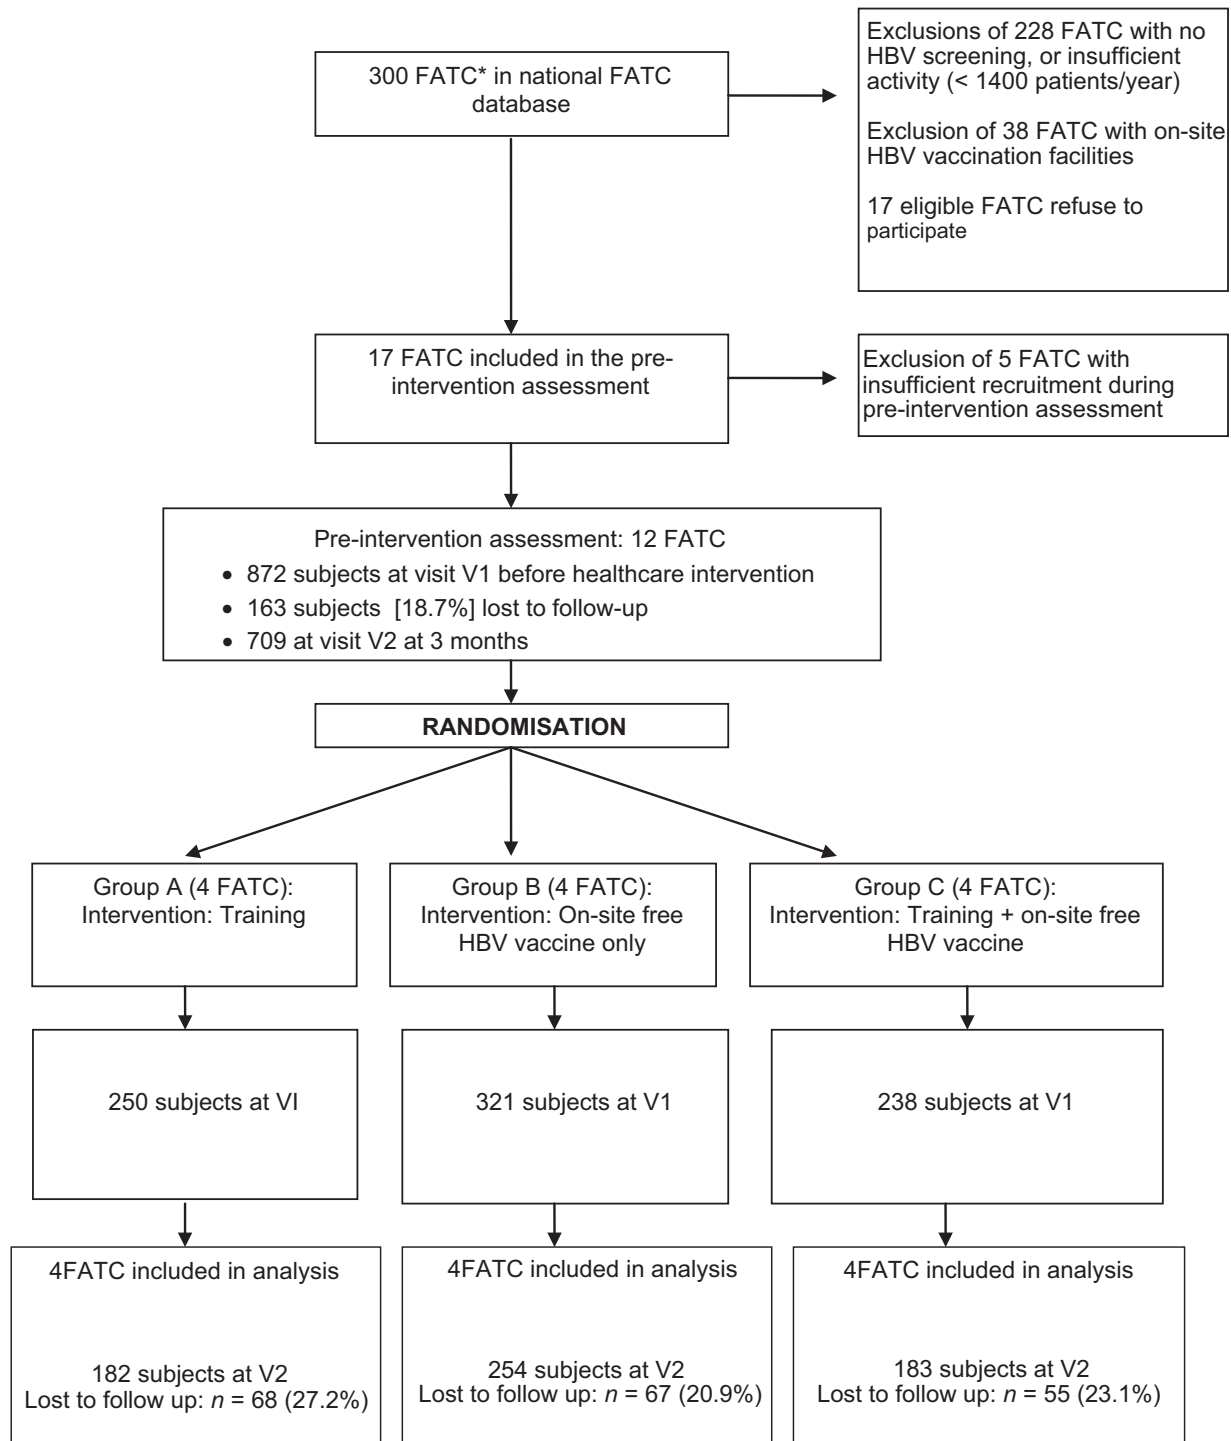 300 FATC* in national FATC
database
Exclusions of 228 FATC with no
HBV screening, or insufficient
activity (< 1400 patients/year)
Exclusion of 38 FATC with on-site
HBV vaccination facilities
17 eligible FATC refuse to
participate
17 FATC included in the pre-
intervention assessment
Exclusion of 5 FATC with
insufficient recruitment during
pre-intervention assessment
Pre-intervention assessment: 12 FATC
• 872 subjects at visit V1 before healthcare intervention
• 163 subjects [18.7%] lost to follow-up
• 709 at visit V2 at 3 months
RANDOMISATION
Group A (4 FATC):
Intervention: Training
Group B (4 FATC):
Intervention: On-site free
HBV vaccine only
Group C (4 FATC):
Intervention: Training + on-site free
HBV vaccine
250 subjects at VI
321 subjects at V1
238 subjects at V1
4FATC included in analysis
182 subjects at V2
Lost to follow up: n = 68 (27.2%)
4FATC included in analysis
254 subjects at V2
Lost to follow up: n = 67 (20.9%)
4FATC included in analysis
183 subjects at V2
Lost to follow up: n = 55 (23.1%)